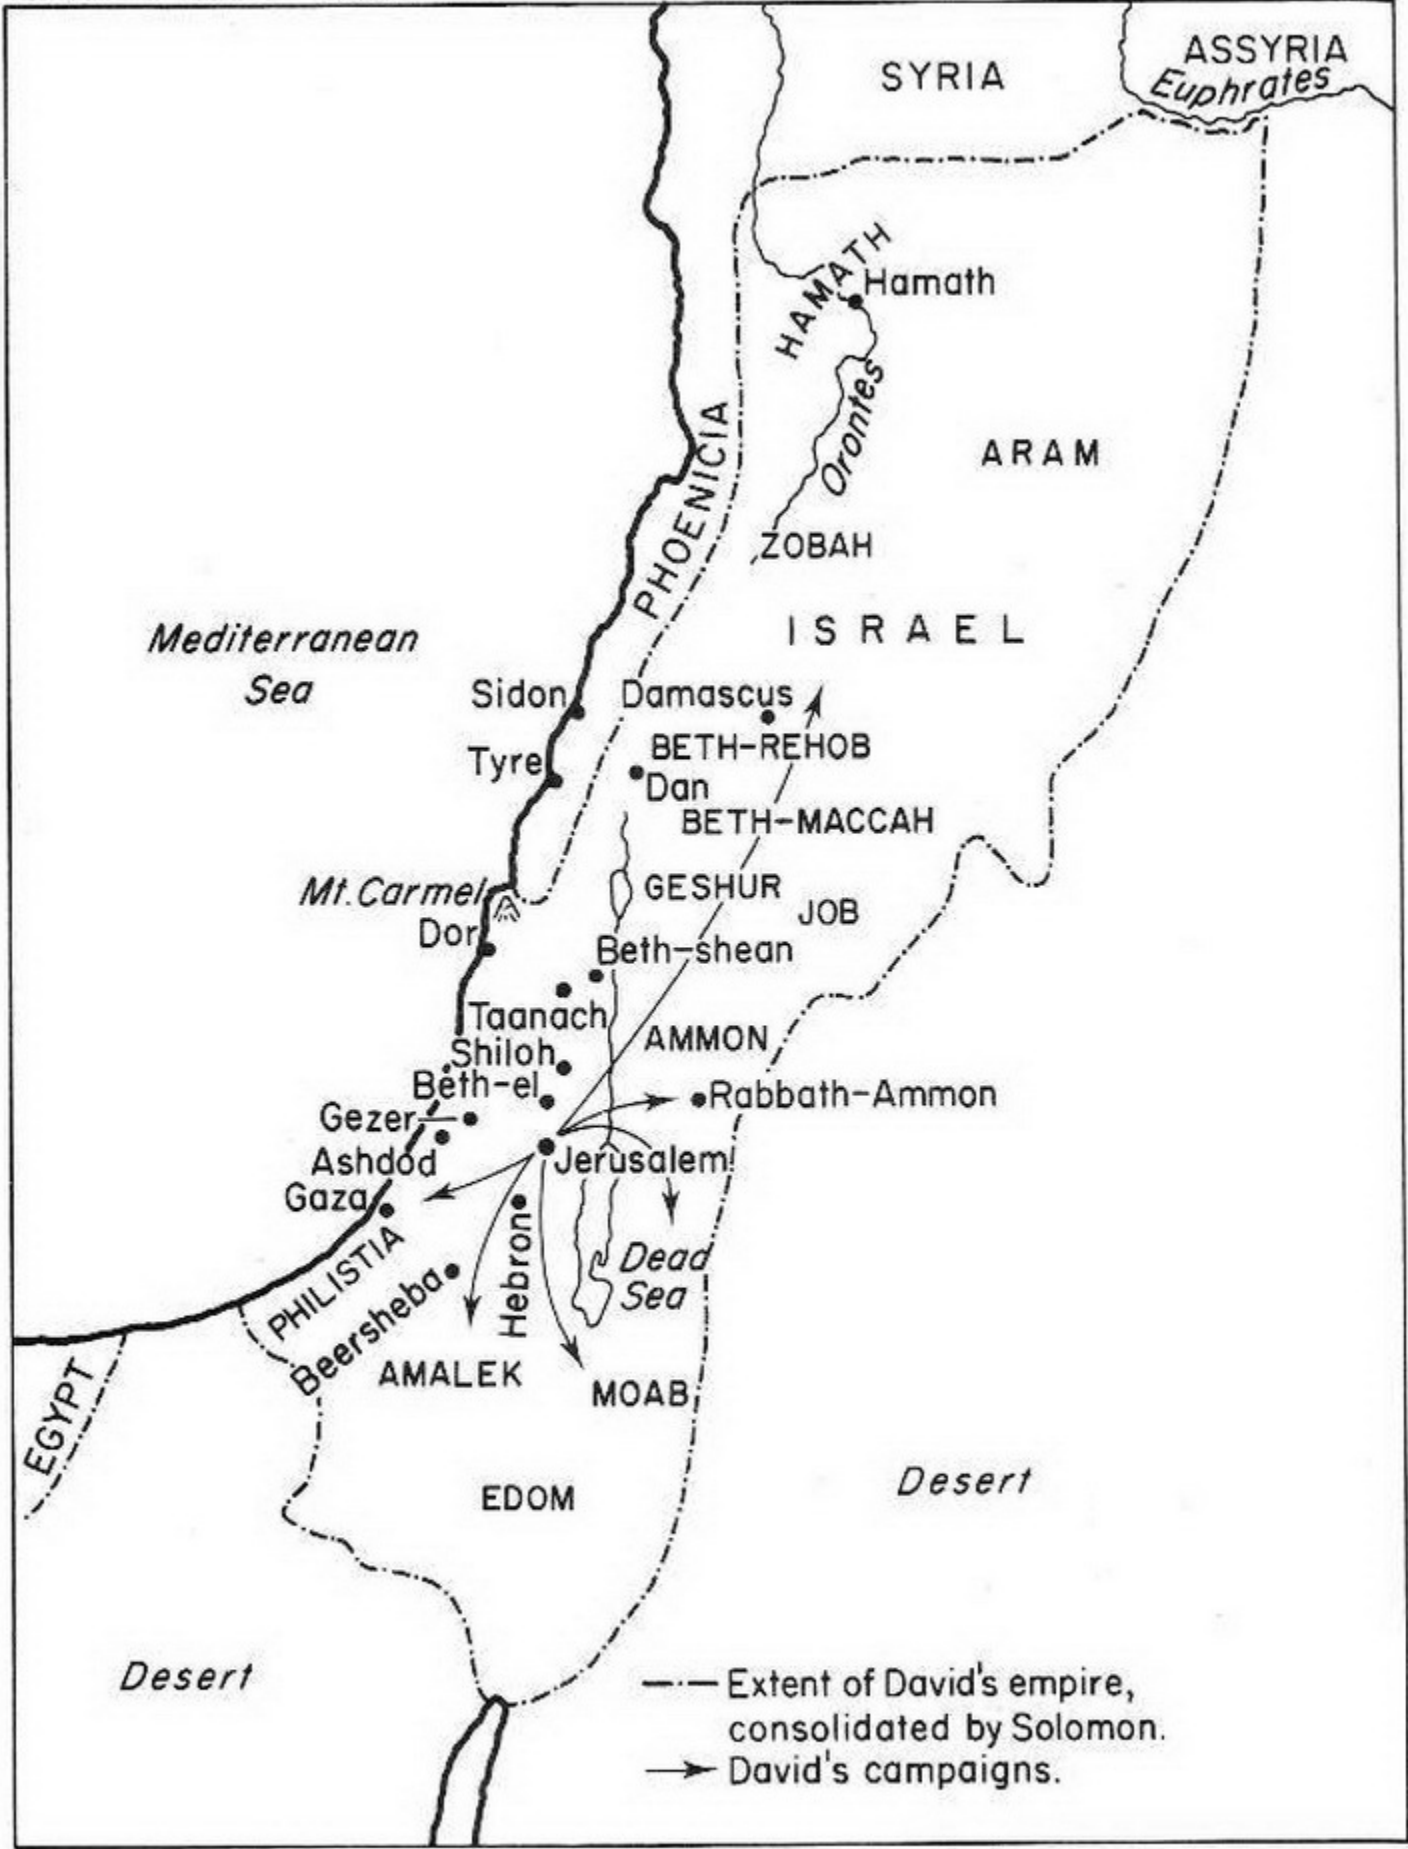 SYRIA
ASSYRIA
Euphrates
HAMATH
Hamath
Orontes
ARAM
PHOENICIA
ZOBAH
ISRAEL
Mediterranean
Sea
Sidon
Damascus
BETH-REHOB
Tyre
Dan
BETH-MACCAH
Mt. Carmel
GESHUR
JOB
Dor
Beth-shean
Taanach
AMMON
Shiloh
Beth-el
Rabbath-Ammon
Gezer
Ashdod
Jerusalem
Gaza
Hebron
Dead
Sea
PHILISTIA
Beersheba
EGYPT
AMALEK
MOAB
EDOM
Desert
Desert
Extent of David's empire,
consolidated by Solomon.
David's campaigns.